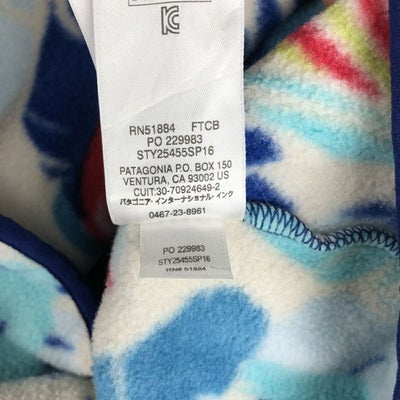 RN51884 FTCB
PO 229983
STY25455SP16
PATAGONIA P.O. BOX 150
VENTURA, CA 93002 US
CUIT:30-70924649-2
パタゴニア・インターナショナル・インク
0467-23-8961
PO 229983
STY25455SP16
RN# 51884